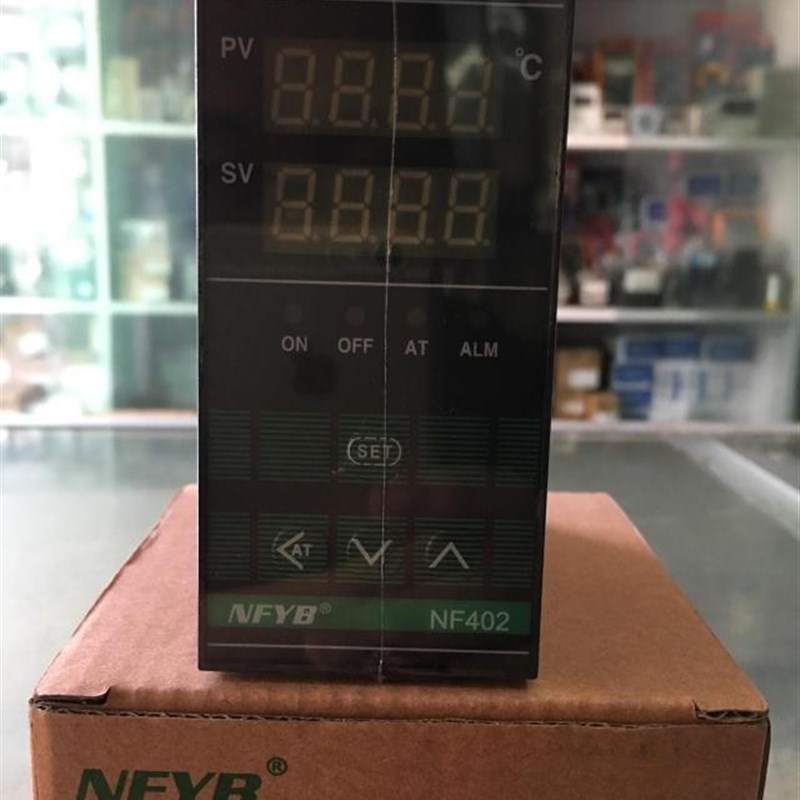 PV °C
SV
ON OFF AT ALM
SET
AT
NFYB® NF402
NFYB®